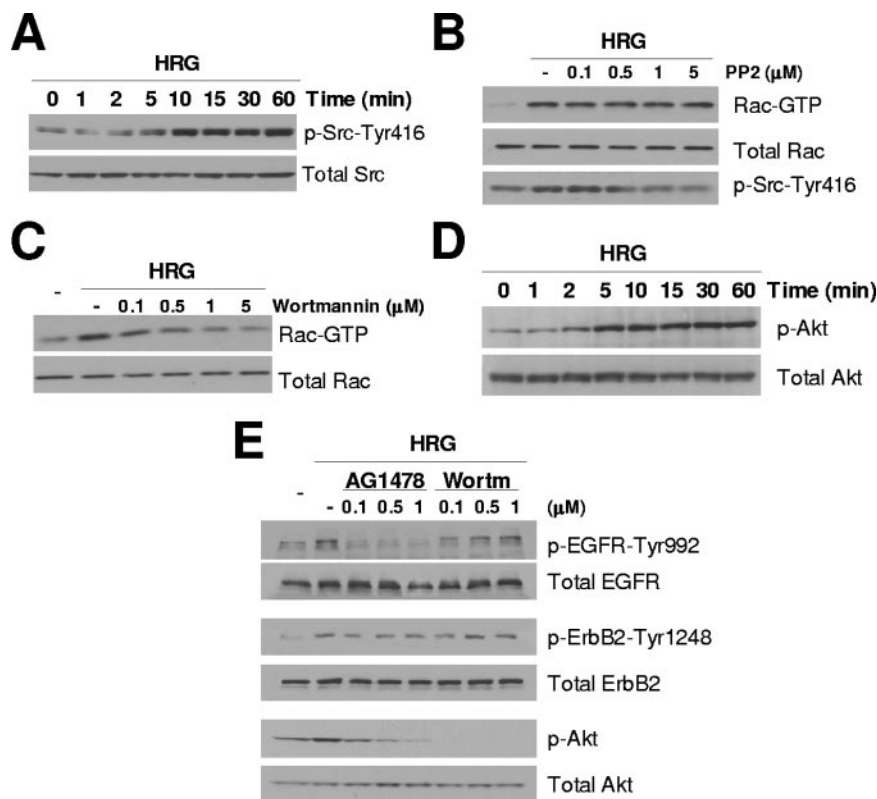 A
HRG
0 1 2 5 10 15 30 60 Time (min)
p-Src-Tyr416
Total Src
B
HRG
- 0.1 0.5 1 5 PP2 (μM)
Rac-GTP
Total Rac
p-Src-Tyr416
C
HRG
- - 0.1 0.5 1 5 Wortmannin (μM)
Rac-GTP
Total Rac
D
HRG
0 1 2 5 10 15 30 60 Time (min)
p-Akt
Total Akt
E
HRG
AG1478 Wortm
- - 0.1 0.5 1 0.1 0.5 1 (μM)
p-EGFR-Tyr992
Total EGFR
p-ErbB2-Tyr1248
Total ErbB2
p-Akt
Total Akt